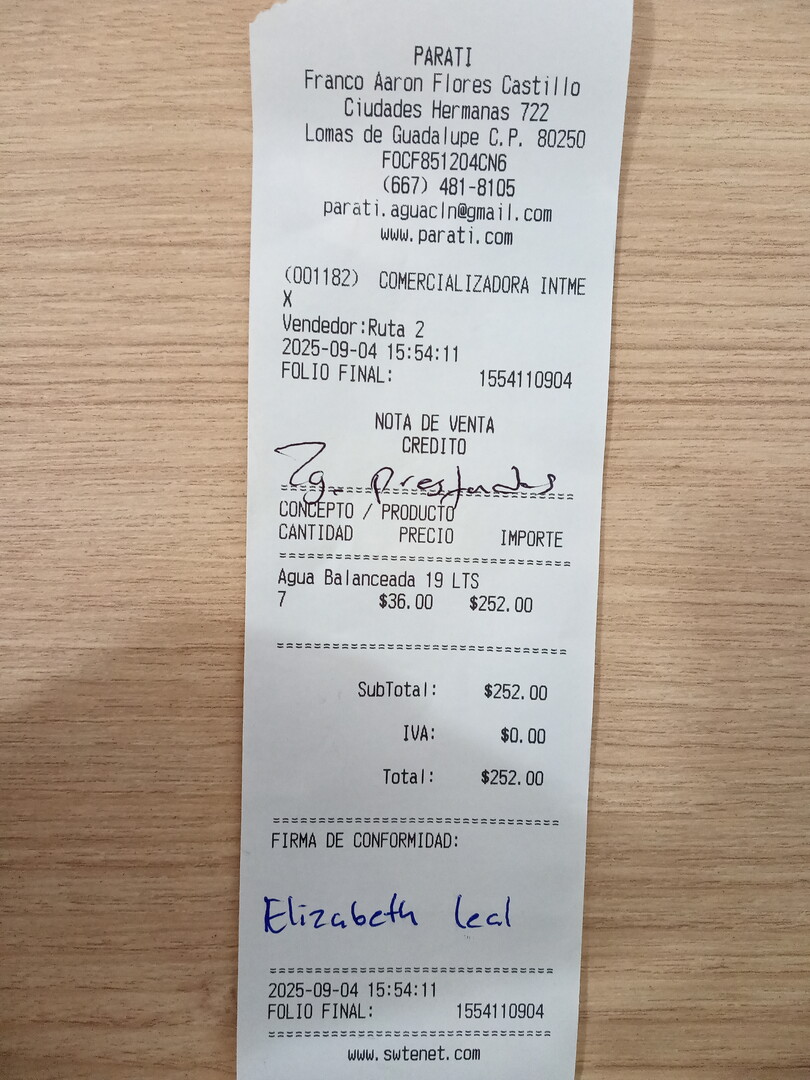 PARATI
Franco Aaron Flores Castillo
Ciudades Hermanas 722
Lomas de Guadalupe C.P. 80250
FOCF851204CN6
(667) 481-8105
parati.aguacln@gmail.com
www.parati.com
(001182) COMERCIALIZADORA INTME
X
Vendedor:Ruta 2
2025-09-04 15:54:11
FOLIO FINAL: 1554110904
NOTA DE VENTA
CREDITO
7g. prestados
==============================
CONCEPTO / PRODUCTO
CANTIDAD PRECIO IMPORTE
==============================
Agua Balanceada 19 LTS
7 $36.00 $252.00
==============================
SubTotal: $252.00
IVA: $0.00
Total: $252.00
==============================
FIRMA DE CONFORMIDAD:
Elizabeth Leal
==============================
2025-09-04 15:54:11
FOLIO FINAL: 1554110904
==============================
www.swtenet.com